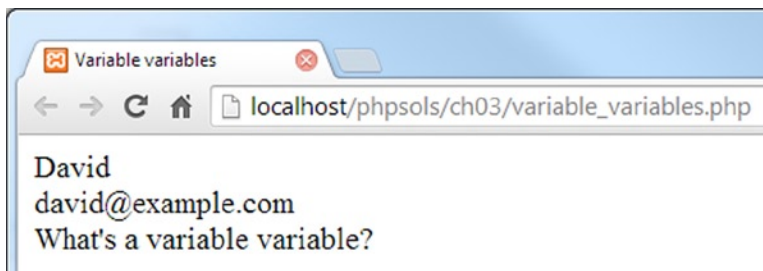 Variable variables
localhost/phpsols/ch03/variable_variables.php
David
david@example.com
What's a variable variable?